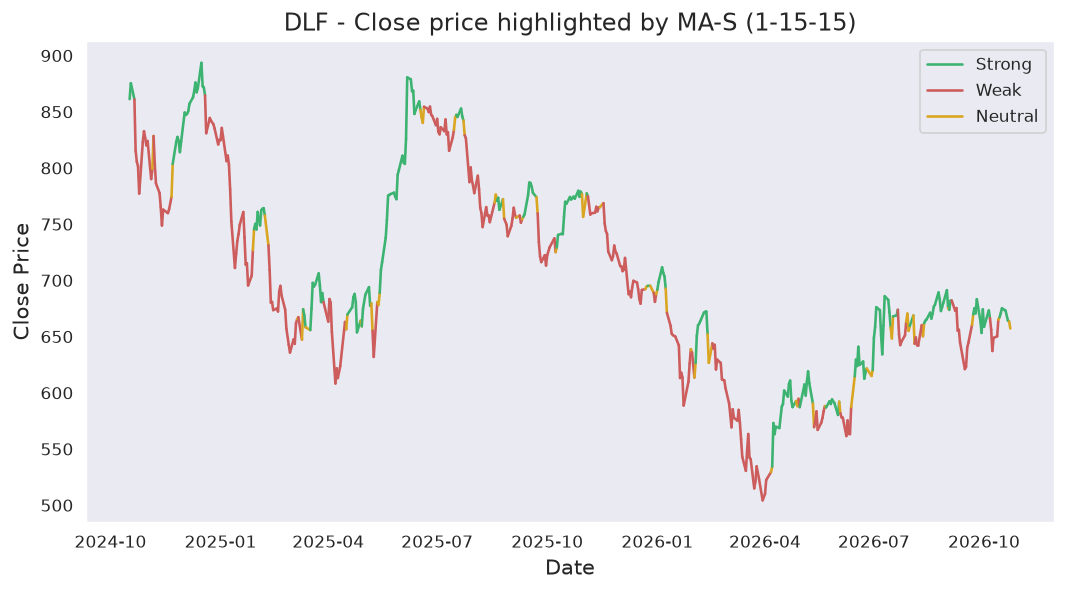 DLF - Close price highlighted by MA-S (1-15-15)
Strong
Weak
Neutral
900
850
800
750
700
650
600
550
500
Close Price
2024-10 2025-01 2025-04 2025-07 2025-10 2026-01 2026-04 2026-07 2026-10
Date